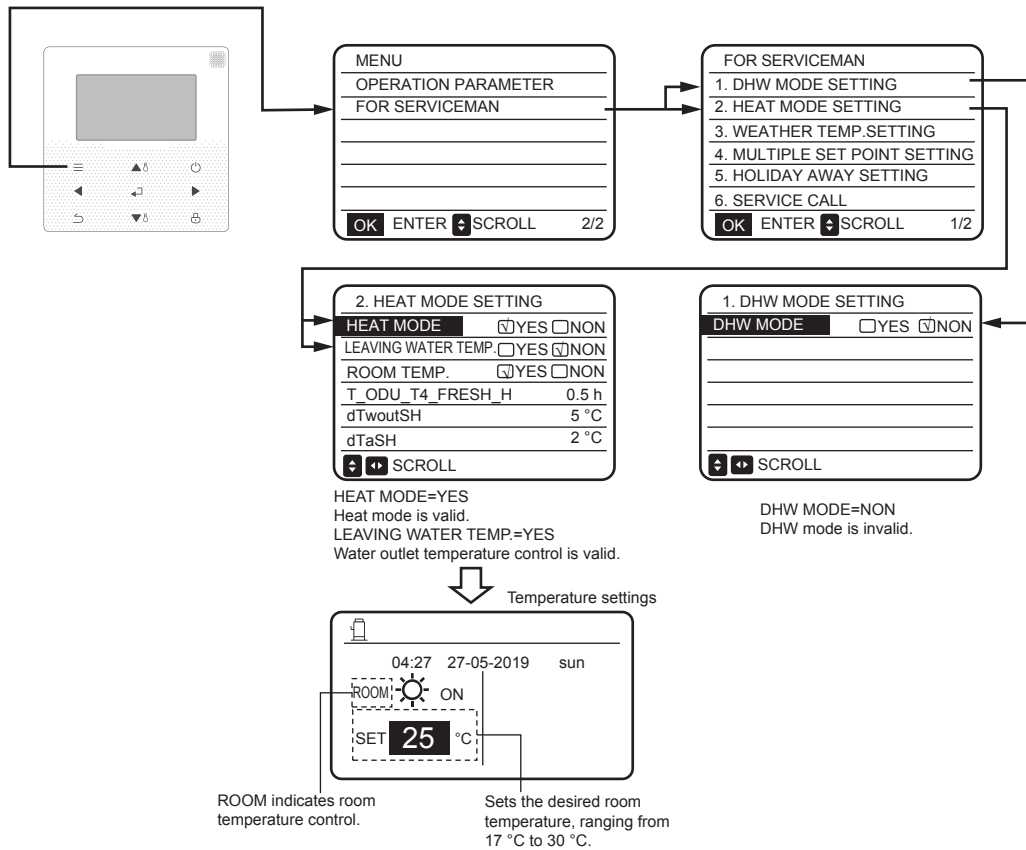 MENU
OPERATION PARAMETER
FOR SERVICEMAN
OK ENTER SCROLL 2/2
FOR SERVICEMAN
1. DHW MODE SETTING
2. HEAT MODE SETTING
3. WEATHER TEMP.SETTING
4. MULTIPLE SET POINT SETTING
5. HOLIDAY AWAY SETTING
6. SERVICE CALL
OK ENTER SCROLL 1/2
2. HEAT MODE SETTING
HEAT MODE √YES NON
LEAVING WATER TEMP. YES √NON
ROOM TEMP. √YES NON
T_ODU_T4_FRESH_H 0.5 h
dTwoutSH 5 °C
dTaSH 2 °C
SCROLL
HEAT MODE=YES
Heat mode is valid.
LEAVING WATER TEMP.=YES
Water outlet temperature control is valid.
1. DHW MODE SETTING
DHW MODE YES √NON
SCROLL
DHW MODE=NON
DHW mode is invalid.
Temperature settings
04:27 27-05-2019 sun
ROOM ON
SET 25 °C
ROOM indicates room
temperature control.
Sets the desired room
temperature, ranging from
17 °C to 30 °C.